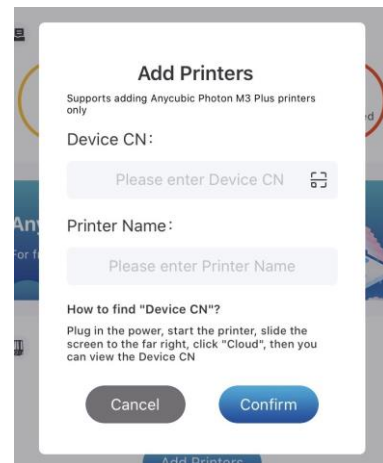 Add Printers
Supports adding Anycubic Photon M3 Plus printers
only
Device CN:
Please enter Device CN
Printer Name:
Please enter Printer Name
How to find "Device CN"?
Plug in the power, start the printer, slide the
screen to the far right, click "Cloud", then you
can view the Device CN
Cancel
Confirm
Add Printers